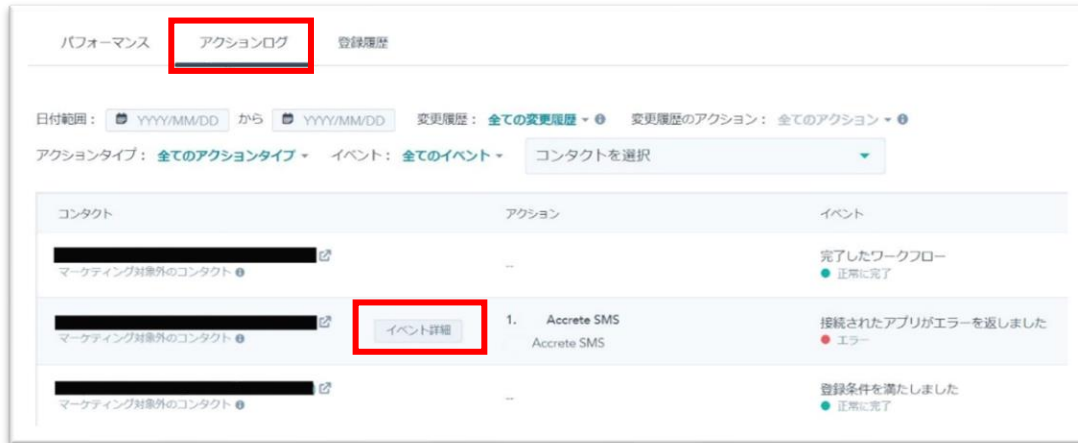 パフォーマンス アクションログ 登録履歴
日付範囲： YYYY/MM/DD から YYYY/MM/DD 変更履歴： 全ての変更履歴 変更履歴のアクション： 全てのアクション
アクションタイプ： 全てのアクションタイプ イベント： 全てのイベント コンタクトを選択
コンタクト アクション イベント
完了したワークフロー
マーケティング対象外のコンタクト -- 正常に完了
イベント詳細 1. Accrete SMS 接続されたアプリがエラーを返しました
マーケティング対象外のコンタクト Accrete SMS エラー
登録条件を満たしました
マーケティング対象外のコンタクト -- 正常に完了